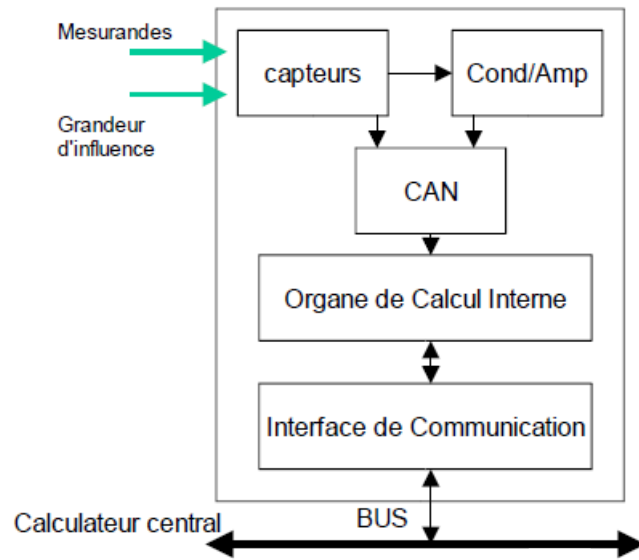 Mesurandes
capteurs
Cond/Amp
Grandeur
d'influence
CAN
Organe de Calcul Interne
Interface de Communication
BUS
Calculateur central